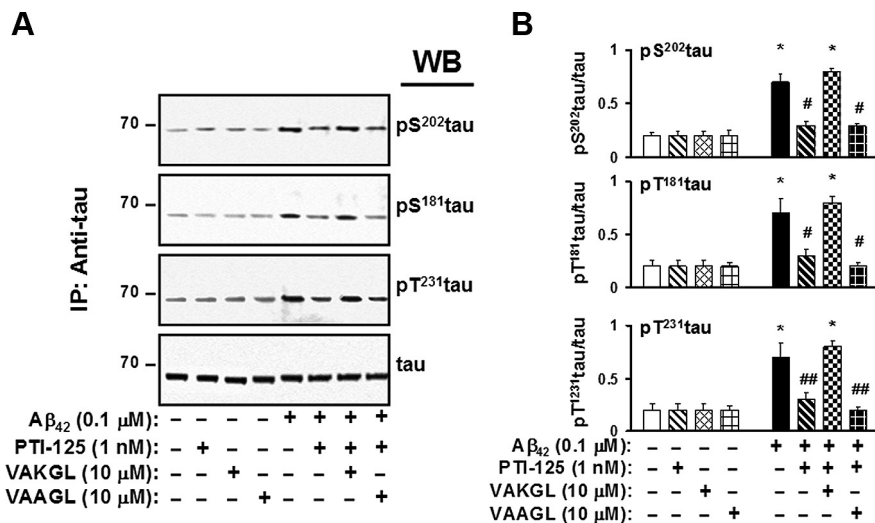 A
WB
70
pS²⁰²tau
70
pS¹⁸¹tau
IP: Anti-tau
70
pT²³¹tau
70
tau
Aβ₄₂ (0.1 μM): – – – – + + + +
PTI-125 (1 nM): – + – – – + + +
VAKGL (10 μM): – – + – – – + –
VAAGL (10 μM): – – – + – – – +
B
pS²⁰²tau/tau
1
0.5
0
pS²⁰²tau
* # * #
pT¹⁸¹tau/tau
1
0.5
0
pT¹⁸¹tau
* # * #
pT¹²³¹tau/tau
1
0.5
0
pT²³¹tau
* ## * ##
Aβ₄₂ (0.1 μM): – – – – + + + +
PTI-125 (1 nM): – + – – – + + +
VAKGL (10 μM): – – + – – – + –
VAAGL (10 μM): – – – + – – – +